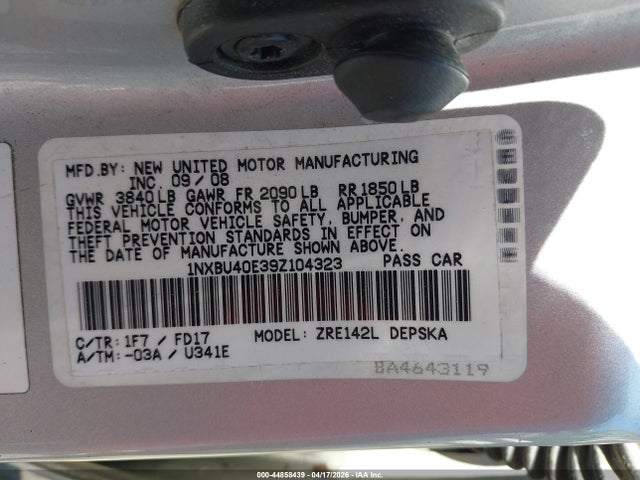 MFD.BY: NEW UNITED MOTOR MANUFACTURING
INC. 09/08
GVWR 3840LB GAWR FR 2090LB RR1850LB
THIS VEHICLE CONFORMS TO ALL APPLICABLE
FEDERAL MOTOR VEHICLE SAFETY, BUMPER, AND
THEFT PREVENTION STANDARDS IN EFFECT ON
THE DATE OF MANUFACTURE SHOWN ABOVE.
1NXBU40E39Z104323 PASS CAR
C/TR: 1F7 / FD17 MODEL: ZRE142L DEPSKA
A/TM: -03A / U341E
BA4643119
000-44858439 - 04/17/2026 - IAA Inc.